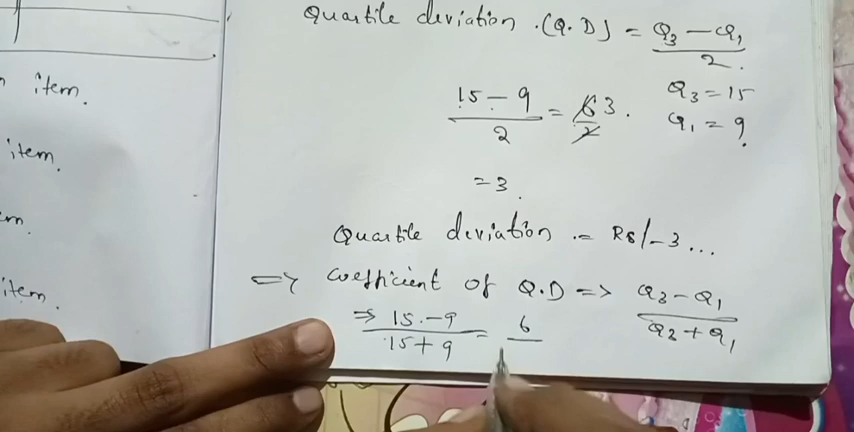 item.
item.
m.
item.
Quartile deviation .(Q.D) = Q3 - Q1 / 2.
15 - 9 / 2 = 6/2 3.
Q3 = 15
Q1 = 9.
= 3.
Quartile deviation .= RS/-3...
=> Coefficient of Q.D => Q3 - Q1 / Q3 + Q1
=> 15.-9 / 15+9 = 6